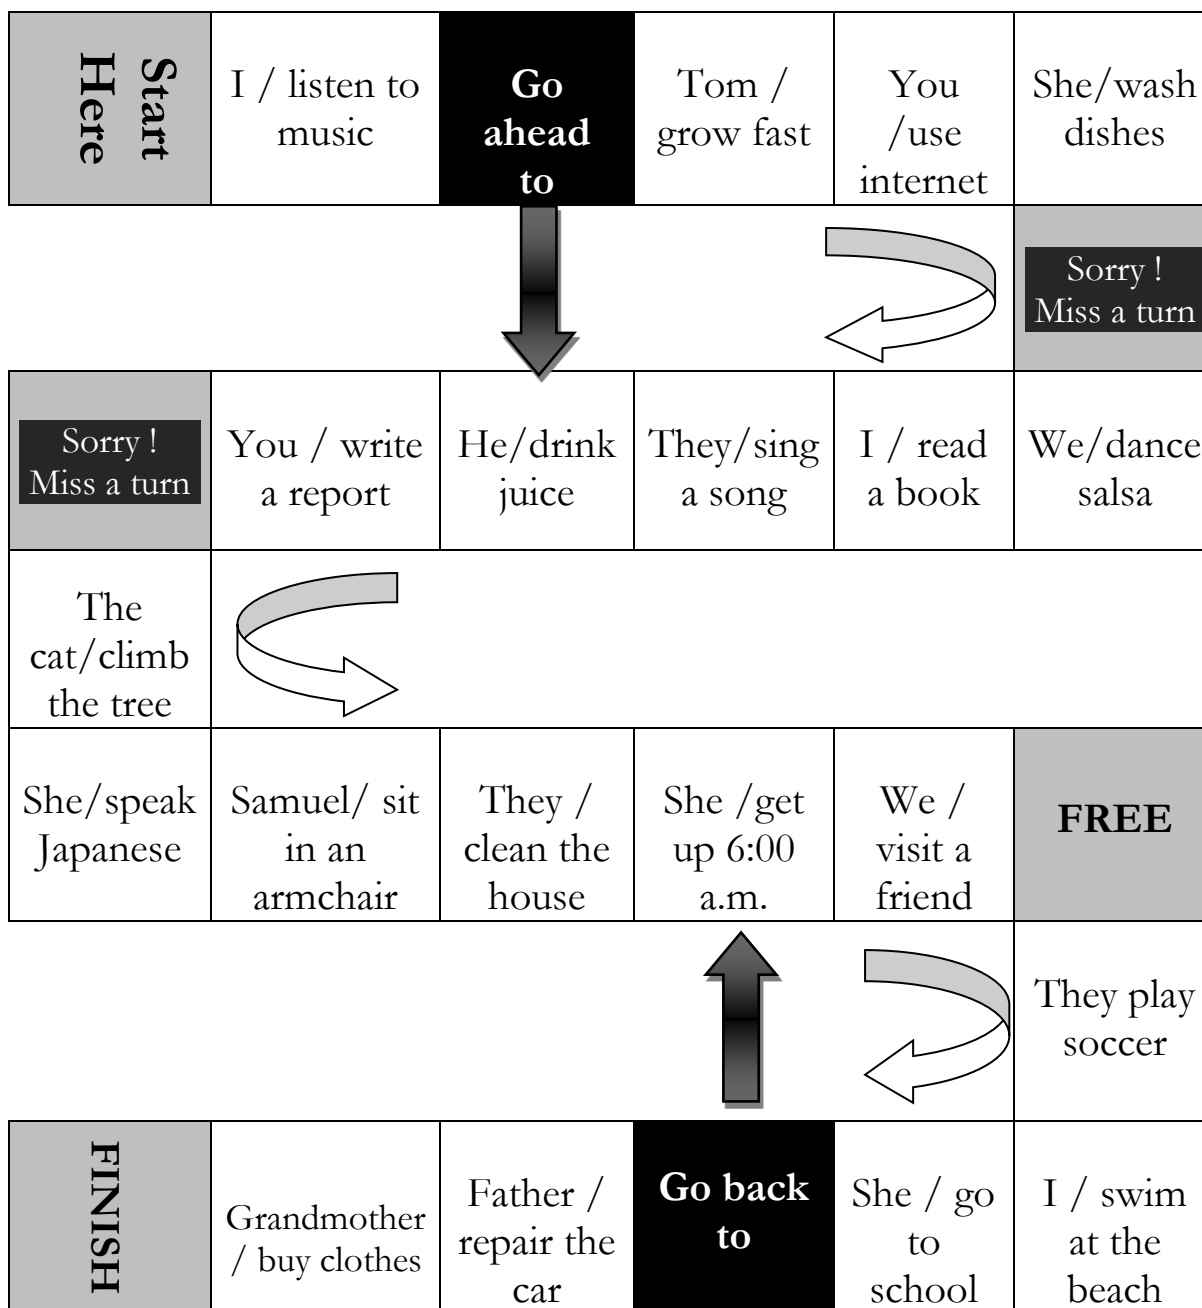 Start
Here
I / listen to
music
Go
ahead
to
Tom /
grow fast
You
/use
internet
She/wash
dishes
Sorry !
Miss a turn
Sorry !
Miss a turn
You / write
a report
He/drink
juice
They/sing
a song
I / read
a book
We/dance
salsa
The
cat/climb
the tree
She/speak
Japanese
Samuel/ sit
in an
armchair
They /
clean the
house
She /get
up 6:00
a.m.
We /
visit a
friend
FREE
They play
soccer
FINISH
Grandmother
/ buy clothes
Father /
repair the
car
Go back
to
She / go
to
school
I / swim
at the
beach